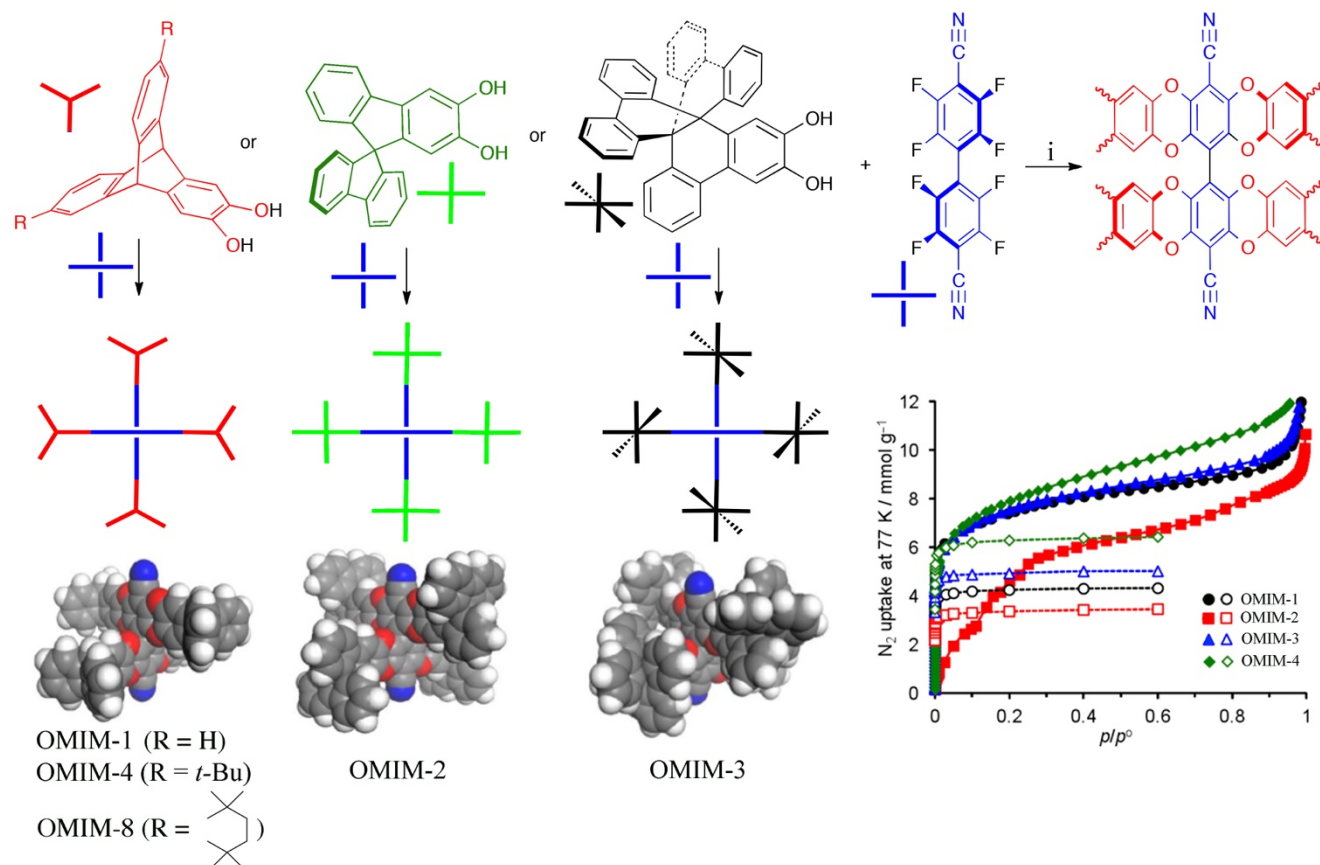 R
R
OH
OH
or
OH
OH
or
OH
OH
+
N
C
F
F
F
F
F
F
F
F
C
N
i
N
C
O
O
O
O
O
O
O
O
C
N
OMIM-1 (R = H)
OMIM-4 (R = t-Bu)
OMIM-8 (R = )
OMIM-2
OMIM-3
N2 uptake at 77 K / mmol g−1
12
10
8
6
4
2
0
OMIM-1
OMIM-2
OMIM-3
OMIM-4
0
0.2
0.4
0.6
0.8
1
p/p°